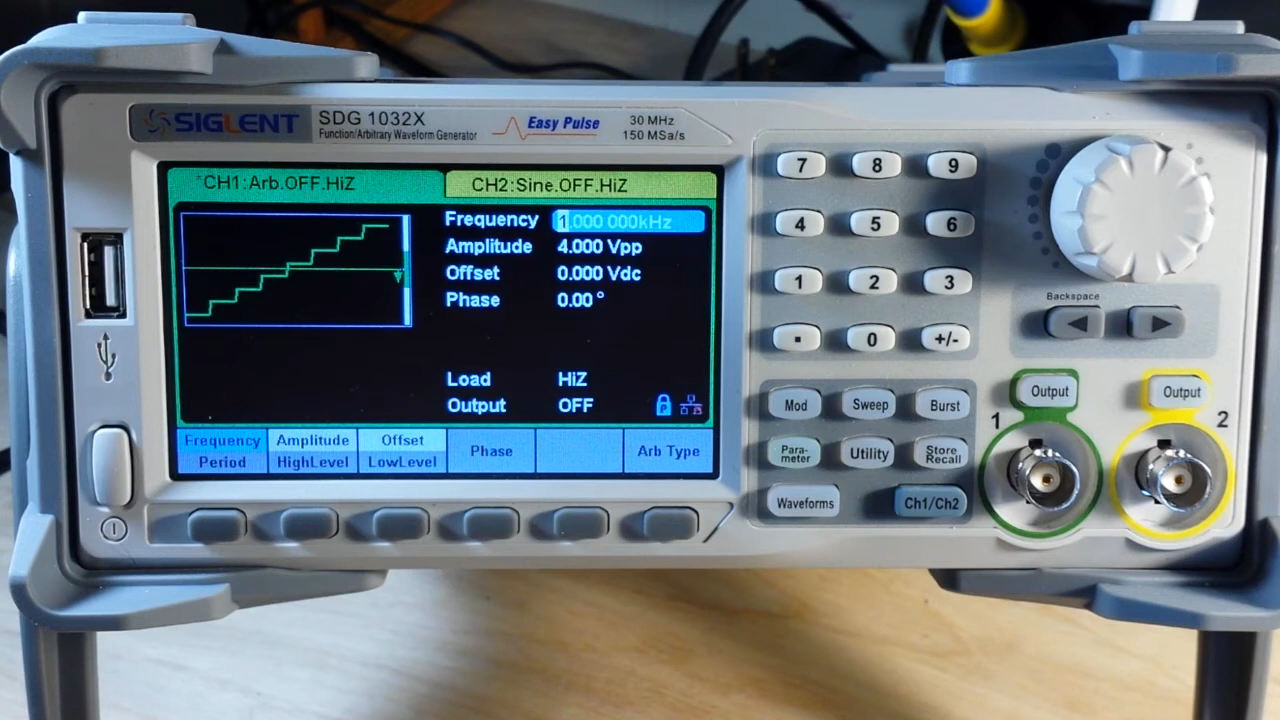 SIGLENT
SDG 1032X
Function/Arbitrary Waveform Generator
Easy Pulse
30 MHz
150 MSa/s
CH1:Arb.OFF.HiZ
CH2:Sine.OFF.HiZ
Frequency 1.000 000kHz
Amplitude 4.000 Vpp
Offset 0.000 Vdc
Phase 0.00 °
Load HiZ
Output OFF
P
Frequency
Period
Amplitude
HighLevel
Offset
LowLevel
Phase
Arb Type
7 8 9
4 5 6
1 2 3
. 0 +/-
Backspace
Mod Sweep Burst
Para-
meter
Utility
Store
Recall
Waveforms Ch1/Ch2
Output
1
Output
2